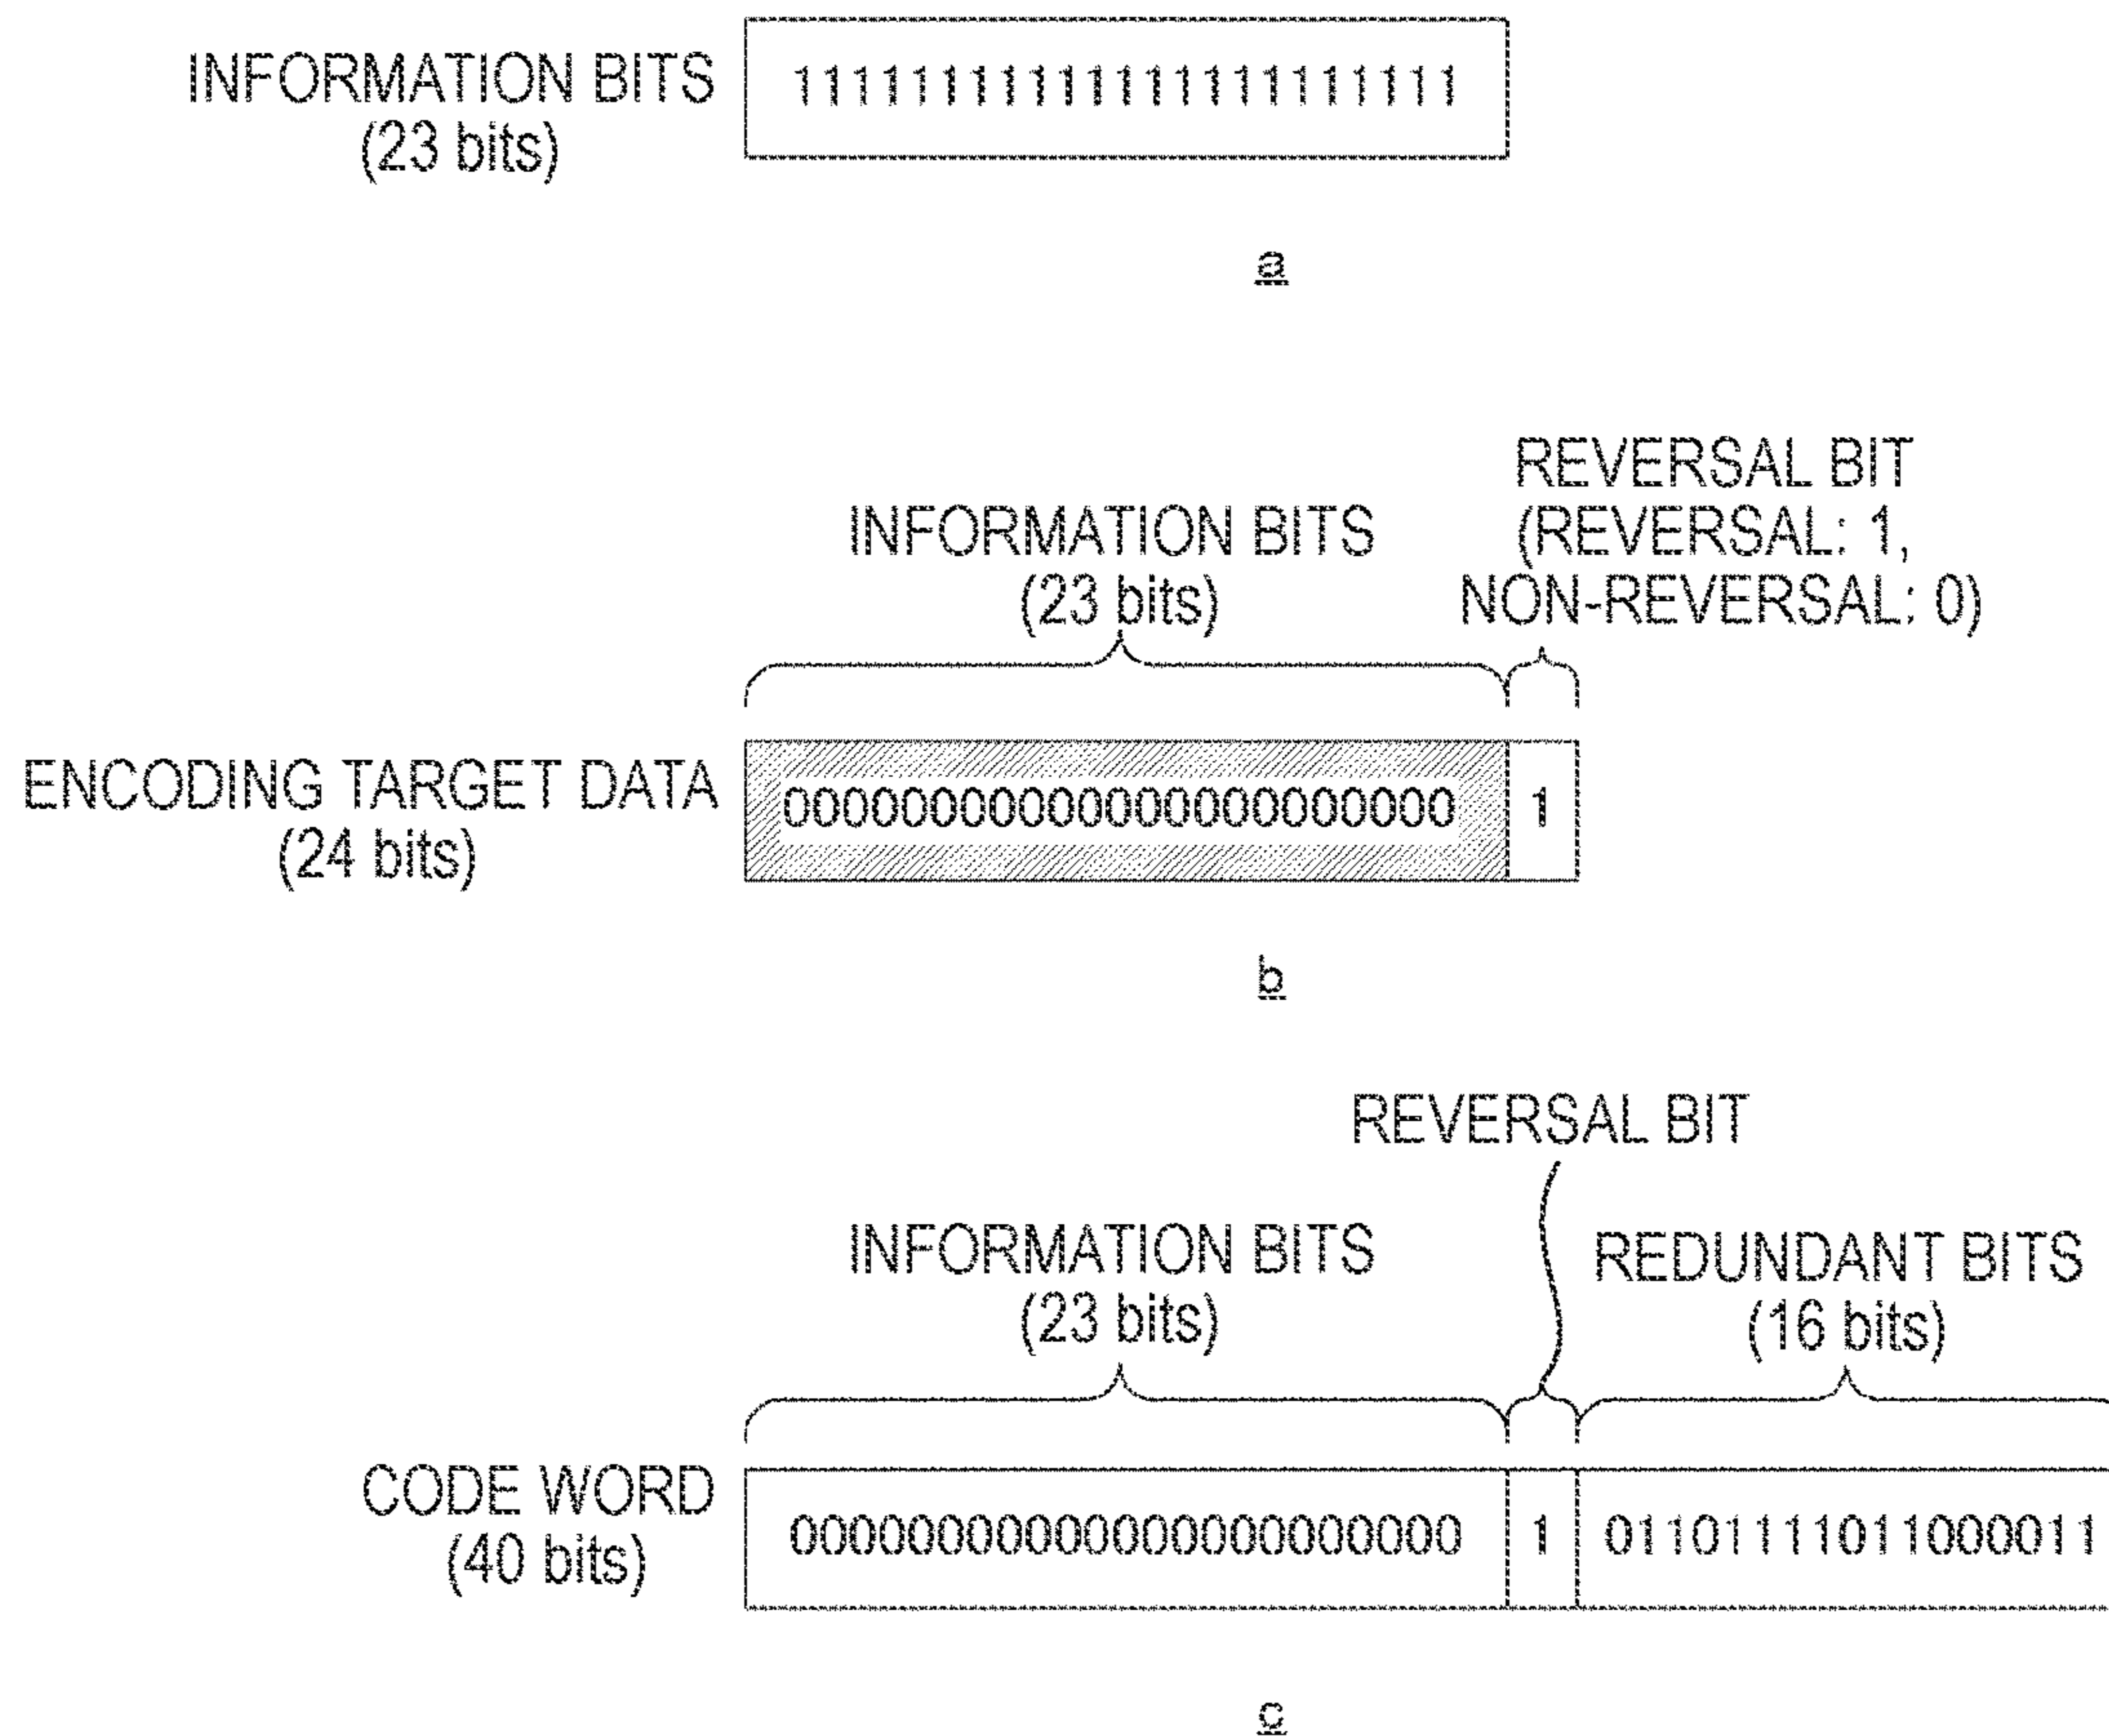 INFORMATION BITS
(23 bits)
11111111111111111111111
a
REVERSAL BIT
(REVERSAL: 1,
NON-REVERSAL: 0)
INFORMATION BITS
(23 bits)
ENCODING TARGET DATA
(24 bits)
00000000000000000000000 1
b
REVERSAL BIT
INFORMATION BITS
(23 bits)
REDUNDANT BITS
(16 bits)
CODE WORD
(40 bits)
00000000000000000000000 1 01101111011000011
c